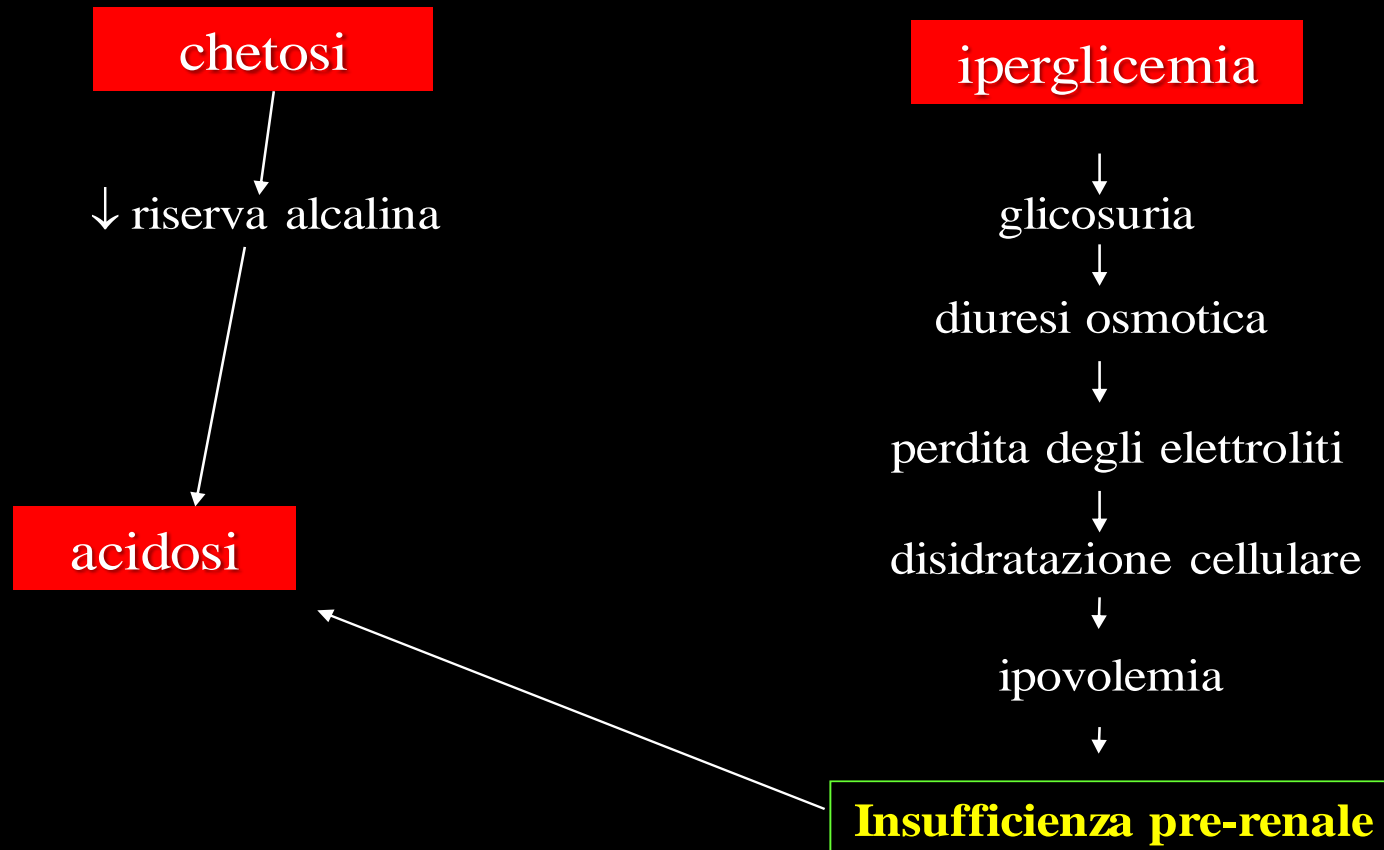 chetosi
↓ riserva alcalina
acidosi
iperglicemia
glicosuria
diuresi osmotica
perdita degli elettroliti
disidratazione cellulare
ipovolemia
Insufficienza pre-renale